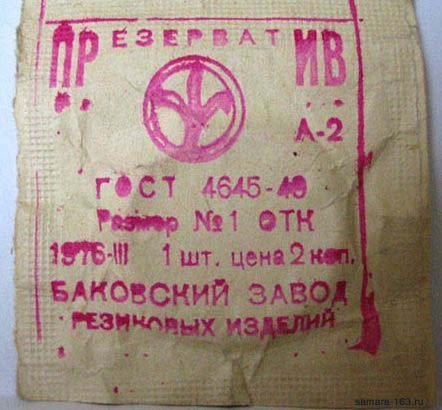 ПРЕЗЕРВАТИВ
А-2
ГОСТ 4645-49
Размер №1 ОТК
1976-III 1 шт. цена 2 коп.
БАКОВСКИЙ ЗАВОД
РЕЗИНОВЫХ ИЗДЕЛИЙ
samara-163.ru